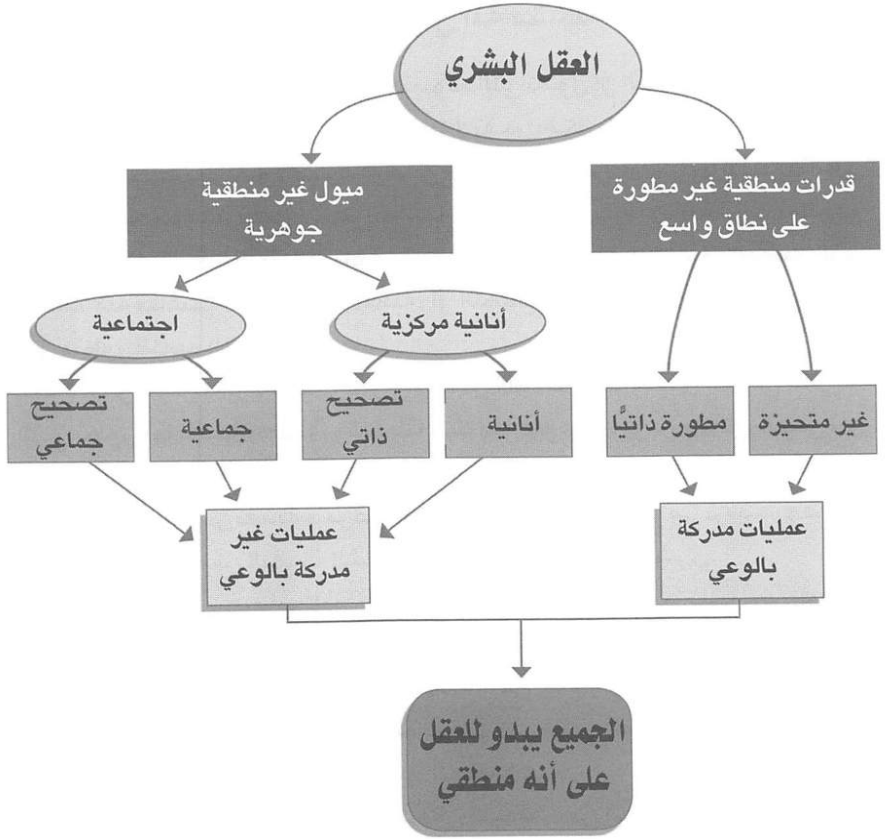 العقل البشري
قدرات منطقية غير مطورة
على نطاق واسع
ميول غير منطقية
جوهرية
أنانية مركزية
اجتماعية
غير متحيزة
مطورة ذاتيًّا
أنانية
تصحيح
ذاتي
جماعية
تصحيح
جماعي
عمليات مدركة
بالوعي
عمليات غير
مدركة بالوعي
الجميع يبدو للعقل
على أنه منطقي